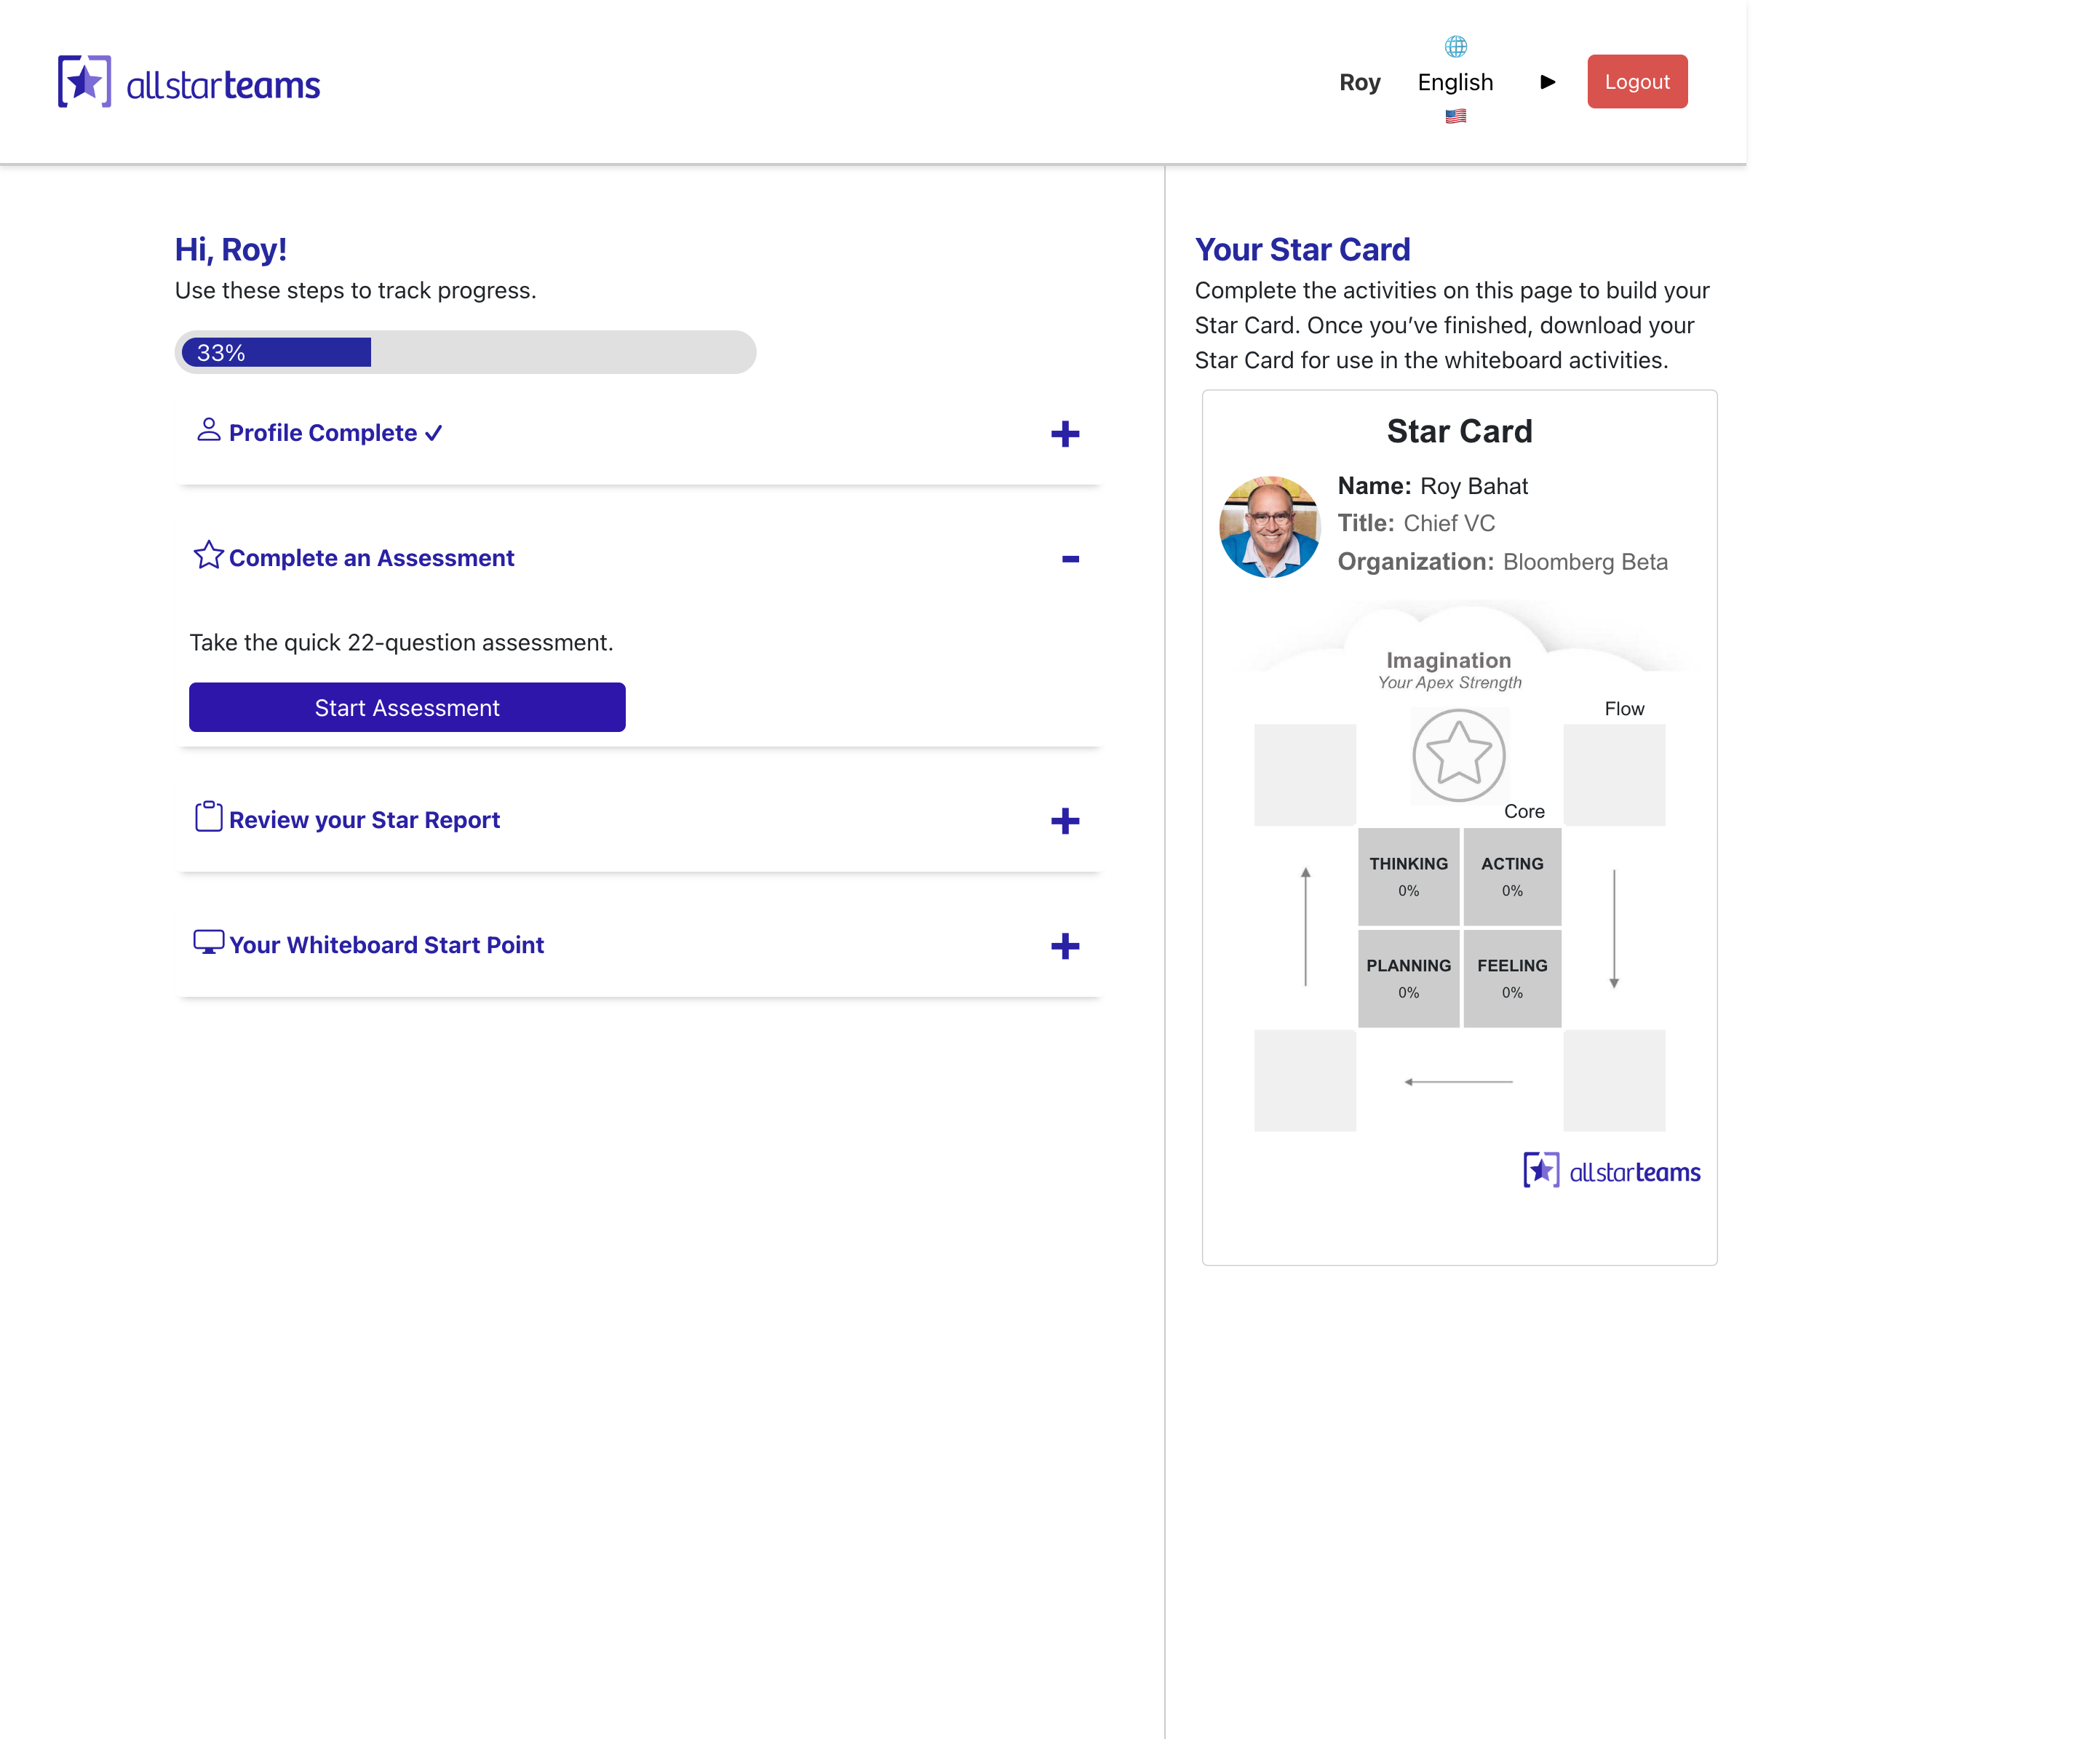 allstarteams
Roy
English
Logout
Hi, Roy!
Use these steps to track progress.
33%
Profile Complete ✓
Complete an Assessment
Take the quick 22-question assessment.
Start Assessment
Review your Star Report
Your Whiteboard Start Point
Your Star Card
Complete the activities on this page to build your
Star Card. Once you’ve finished, download your
Star Card for use in the whiteboard activities.
Star Card
Name: Roy Bahat
Title: Chief VC
Organization: Bloomberg Beta
Imagination
Your Apex Strength
Flow
Core
THINKING
0%
ACTING
0%
PLANNING
0%
FEELING
0%
allstarteams